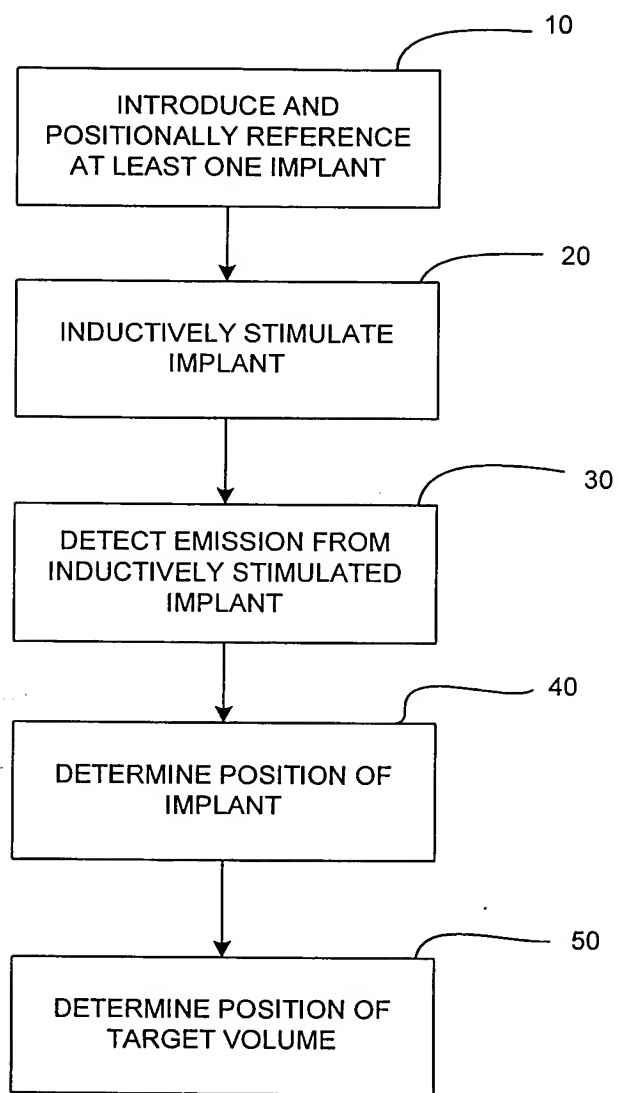 10
INTRODUCE AND
POSITIONALLY REFERENCE
AT LEAST ONE IMPLANT
20
INDUCTIVELY STIMULATE
IMPLANT
30
DETECT EMISSION FROM
INDUCTIVELY STIMULATED
IMPLANT
40
DETERMINE POSITION OF
IMPLANT
50
DETERMINE POSITION OF
TARGET VOLUME